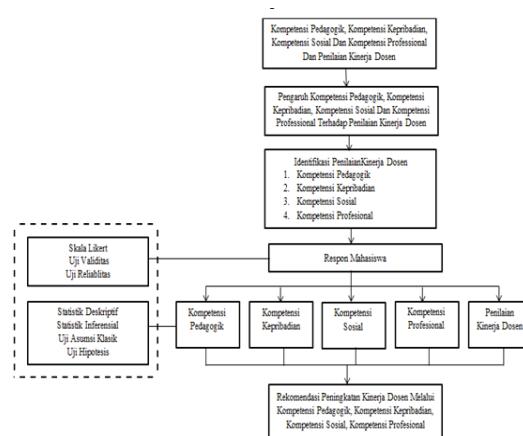 Kompetensi Pedagogik, Kompetensi Kepribadian,
Kompetensi Sosial Dan Kompetensi Professional
Dan Penilaian Kinerja Dosen
Pengaruh Kompetensi Pedagogik, Kompetensi
Kepribadian, Kompetensi Sosial Dan Kompetensi
Professional Terhadap Penilaian Kinerja Dosen
Identifikasi PenilaianKinerja Dosen
1. Kompetensi Pedagogik
2. Kompetensi Kepribadian
3. Kompetensi Sosial
4. Kompetensi Profesional
Skala Likert
Uji Validitas
Uji Reliablitas
Respon Mahasiswa
Statistik Deskriptif
Statistik Inferensial
Uji Asumsi Klasik
Uji Hipotesis
Kompetensi
Pedagogik
Kompetensi
Kepribadian
Kompetensi
Sosial
Kompetensi
Profesional
Penilaian
Kinerja Dosen
Rekomendasi Peningkatan Kinerja Dosen Melalui
Kompetensi Pedagogik, Kompetensi Kepribadian,
Kompetensi Sosial, Kompetensi Profesional